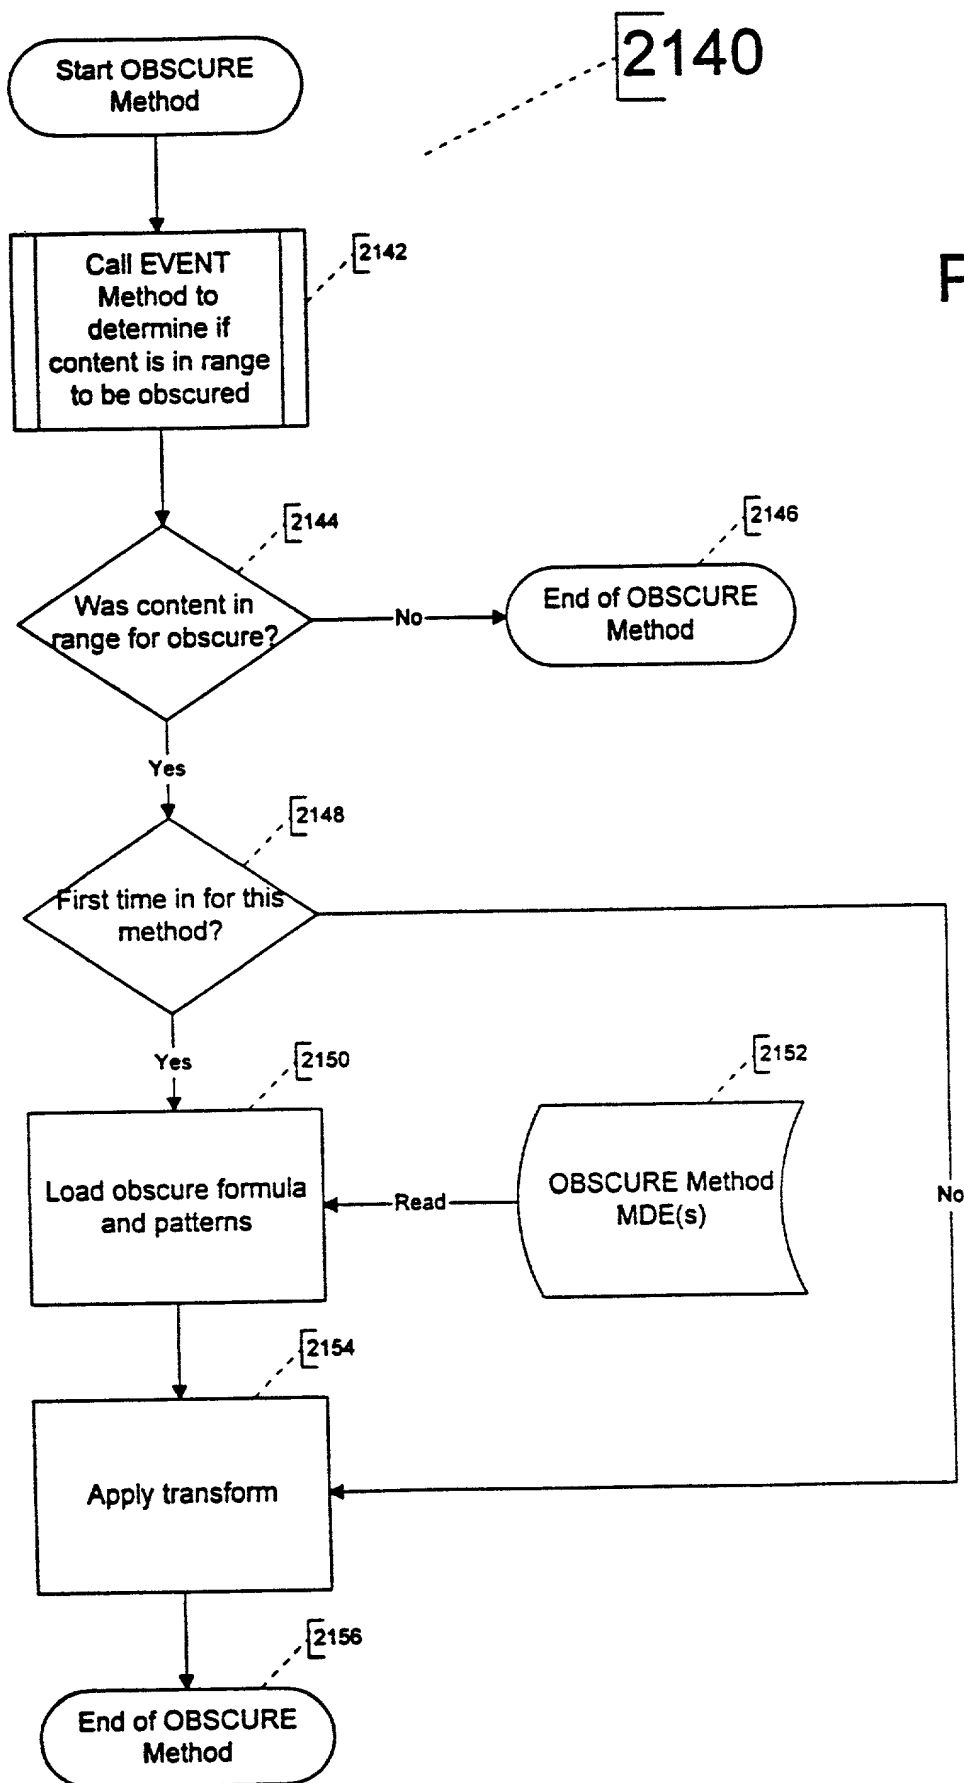 2140
Start OBSCURE
Method
2142
Call EVENT
Method to
determine if
content is in range
to be obscured
2144
Was content in
range for obscure?
No
2146
End of OBSCURE
Method
Yes
2148
First time in for this
method?
No
Yes
2150
Load obscure formula
and patterns
Read
2152
OBSCURE Method
MDE(s)
2154
Apply transform
2156
End of OBSCURE
Method